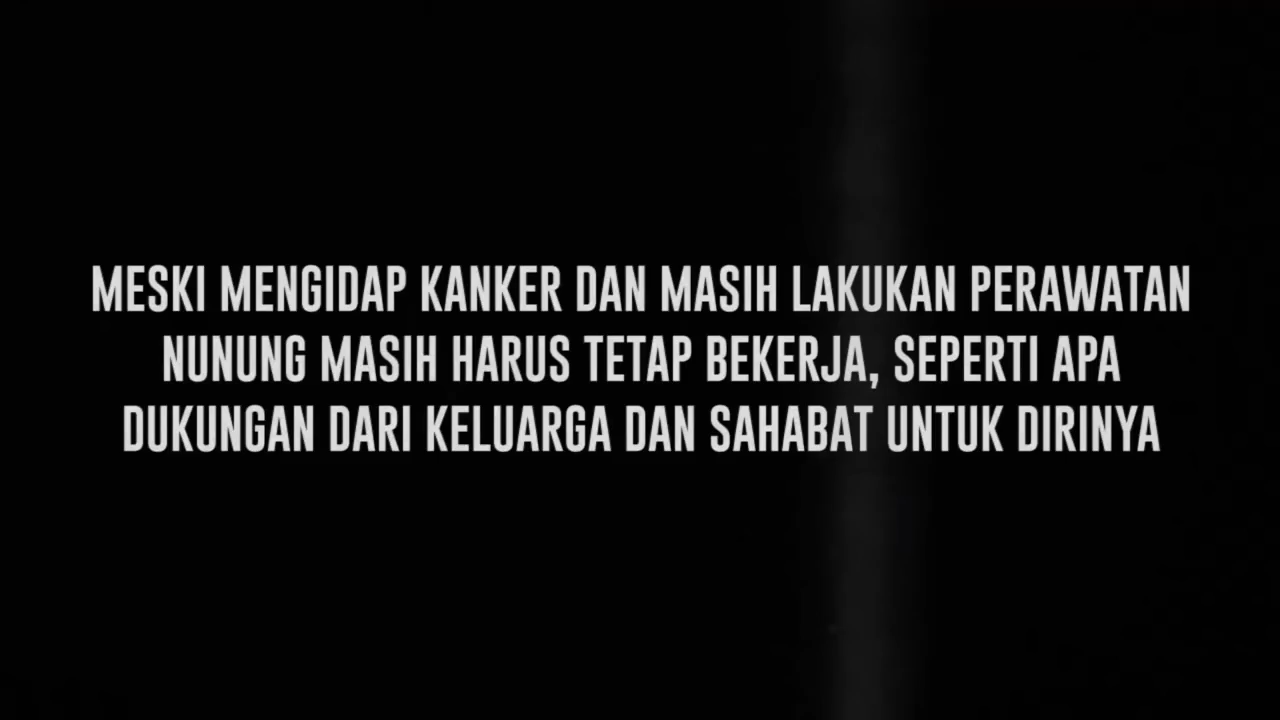 MESKI MENGIDAP KANKER DAN MASIH LAKUKAN PERAWATAN
NUNUNG MASIH HARUS TETAP BEKERJA, SEPERTI APA
DUKUNGAN DARI KELUARGA DAN SAHABAT UNTUK DIRINYA